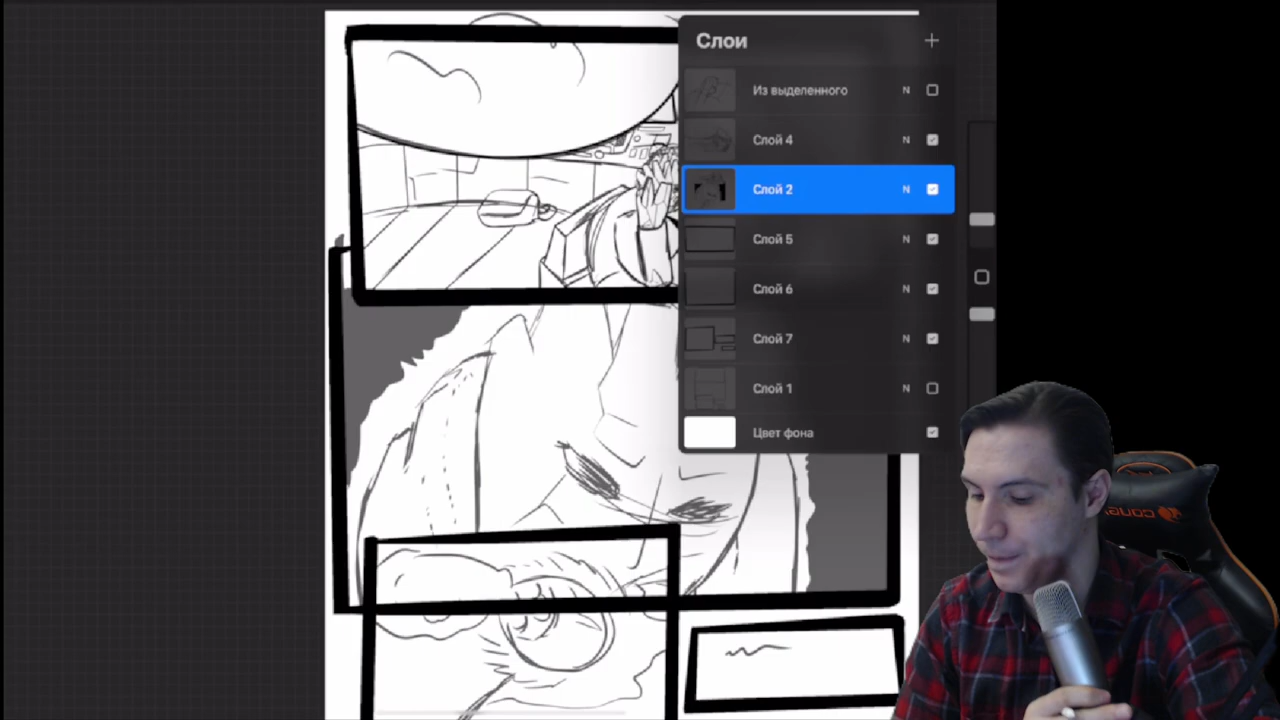 Слои
Из выделенного N
Слой 4 N
Слой 2 N
Слой 5 N
Слой 6 N
Слой 7 N
Слой 1 N
Цвет фона